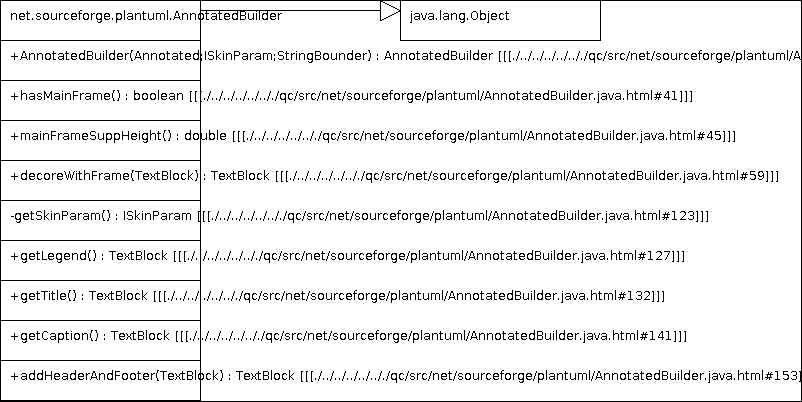 net.sourceforge.plantuml.AnnotatedBuilder
java.lang.Object
+AnnotatedBuilder(Annotated;ISkinParam;StringBounder) : AnnotatedBuilder [[[./../../../../../../qc/src/net/sourceforge/plantuml/A
+hasMainFrame() : boolean [[[./../../../../../../qc/src/net/sourceforge/plantuml/AnnotatedBuilder.java.html#41]]]
+mainFrameSuppHeight() : double [[[./../../../../../../qc/src/net/sourceforge/plantuml/AnnotatedBuilder.java.html#45]]]
+decoreWithFrame(TextBlock) : TextBlock [[[./../../../../../../qc/src/net/sourceforge/plantuml/AnnotatedBuilder.java.html#59]]]
-getSkinParam() : ISkinParam [[[./../../../../../../qc/src/net/sourceforge/plantuml/AnnotatedBuilder.java.html#123]]]
+getLegend() : TextBlock [[[./../../../../../../qc/src/net/sourceforge/plantuml/AnnotatedBuilder.java.html#127]]]
+getTitle() : TextBlock [[[./../../../../../../qc/src/net/sourceforge/plantuml/AnnotatedBuilder.java.html#132]]]
+getCaption() : TextBlock [[[./../../../../../../qc/src/net/sourceforge/plantuml/AnnotatedBuilder.java.html#141]]]
+addHeaderAndFooter(TextBlock) : TextBlock [[[./../../../../../../qc/src/net/sourceforge/plantuml/AnnotatedBuilder.java.html#153]